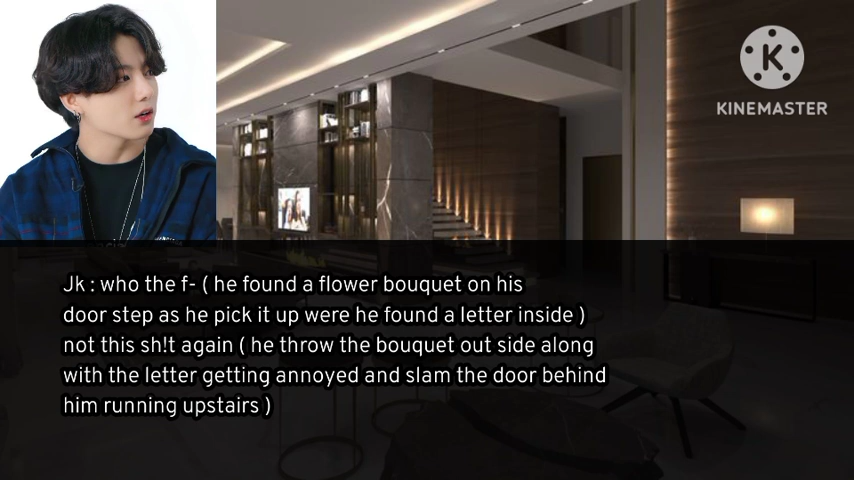 KINEMASTER
Jk : who the f- ( he found a flower bouquet on his
door step as he pick it up were he found a letter inside )
not this sh!t again ( he throw the bouquet out side along
with the letter getting annoyed and slam the door behind
him running upstairs )